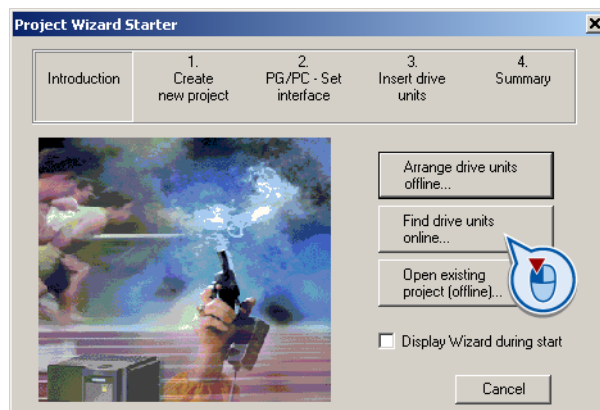 Project Wizard Starter
Introduction
1.
Create
new project
2.
PG/PC - Set
interface
3.
Insert drive
units
4.
Summary
Arrange drive units
offline...
Find drive units
online...
Open existing
project (offline)...
Display Wizard during start
Cancel